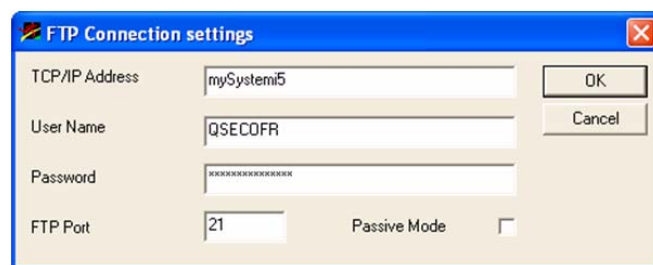 FTP Connection settings
TCP/IP Address mySystemi5 OK
User Name QSECOFR Cancel
Password ××××××××××××××
FTP Port 21 Passive Mode